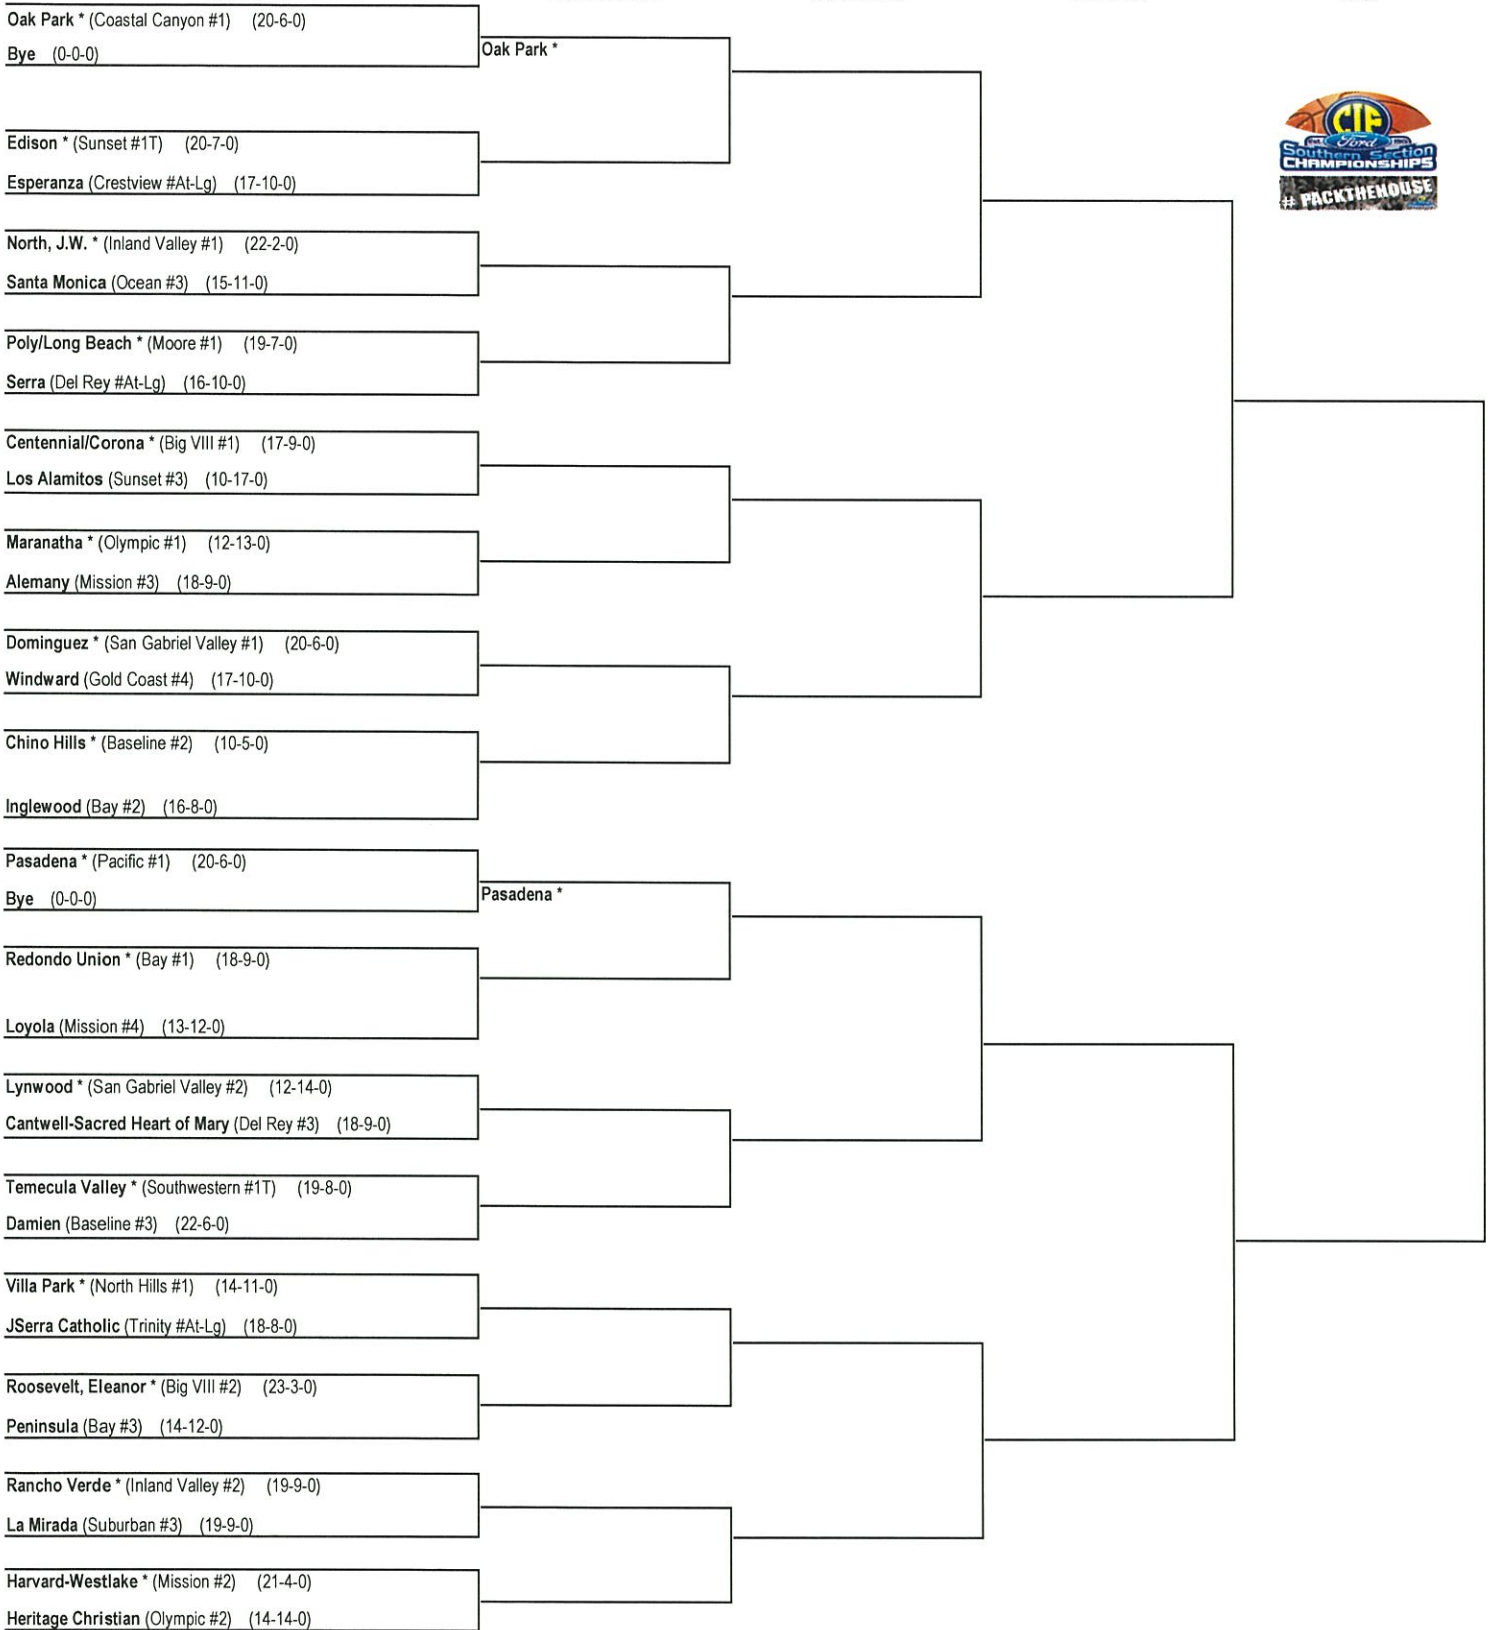 Oak Park * (Coastal Canyon #1) (20-6-0)
Bye (0-0-0)
Oak Park *
Edison * (Sunset #1T) (20-7-0)
Esperanza (Crestview #At-Lg) (17-10-0)
North, J.W. * (Inland Valley #1) (22-2-0)
Santa Monica (Ocean #3) (15-11-0)
Poly/Long Beach * (Moore #1) (19-7-0)
Serra (Del Rey #At-Lg) (16-10-0)
Centennial/Corona * (Big VIII #1) (17-9-0)
Los Alamitos (Sunset #3) (10-17-0)
Maranatha * (Olympic #1) (12-13-0)
Alemany (Mission #3) (18-9-0)
Dominguez * (San Gabriel Valley #1) (20-6-0)
Windward (Gold Coast #4) (17-10-0)
Chino Hills * (Baseline #2) (10-5-0)
Inglewood (Bay #2) (16-8-0)
Pasadena * (Pacific #1) (20-6-0)
Bye (0-0-0)
Pasadena *
Redondo Union * (Bay #1) (18-9-0)
Loyola (Mission #4) (13-12-0)
Lynwood * (San Gabriel Valley #2) (12-14-0)
Cantwell-Sacred Heart of Mary (Del Rey #3) (18-9-0)
Temecula Valley * (Southwestern #1T) (19-8-0)
Damien (Baseline #3) (22-6-0)
Villa Park * (North Hills #1) (14-11-0)
JSerra Catholic (Trinity #At-Lg) (18-8-0)
Roosevelt, Eleanor * (Big VIII #2) (23-3-0)
Peninsula (Bay #3) (14-12-0)
Rancho Verde * (Inland Valley #2) (19-9-0)
La Mirada (Suburban #3) (19-9-0)
Harvard-Westlake * (Mission #2) (21-4-0)
Heritage Christian (Olympic #2) (14-14-0)
CIF
Ford
Southern Section
CHAMPIONSHIPS
# PACKTHEHOUSE